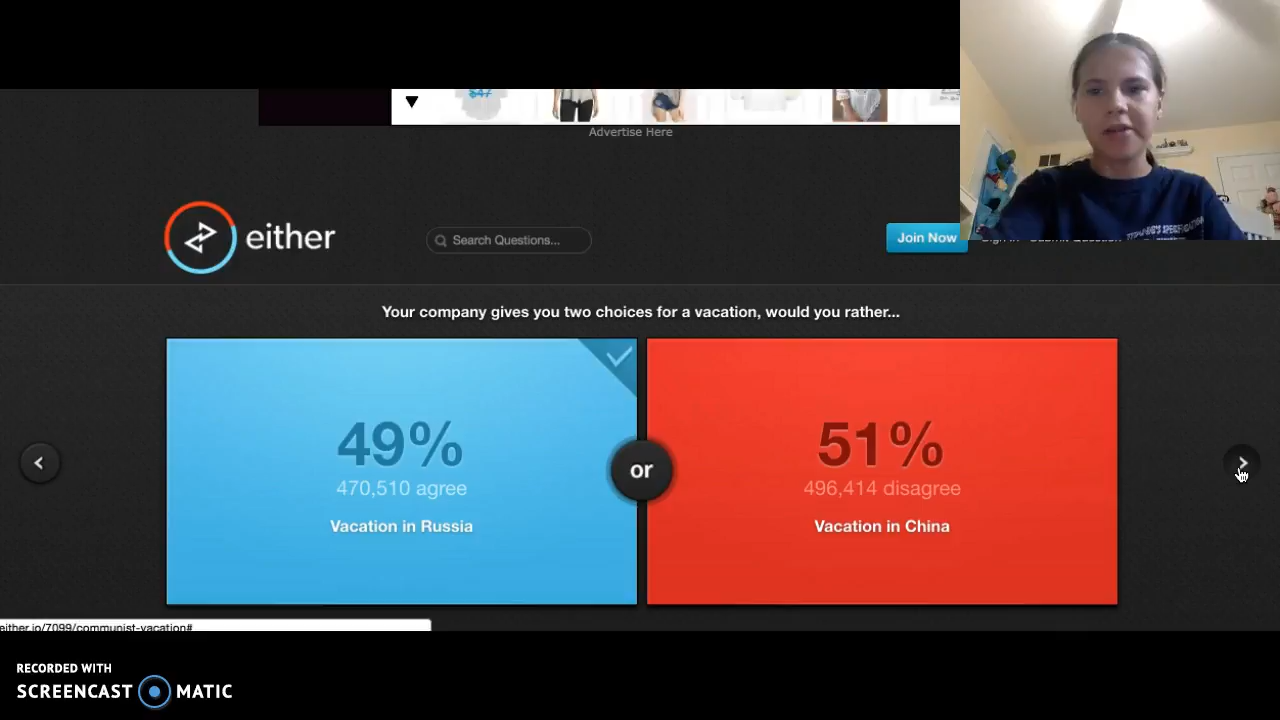 $47
Advertise Here
either
Search Questions...
Join Now
Your company gives you two choices for a vacation, would you rather...
49%
470,510 agree
Vacation in Russia
or
51%
496,414 disagree
Vacation in China
either.io/7099/communist-vacation#
RECORDED WITH
SCREENCAST MATIC